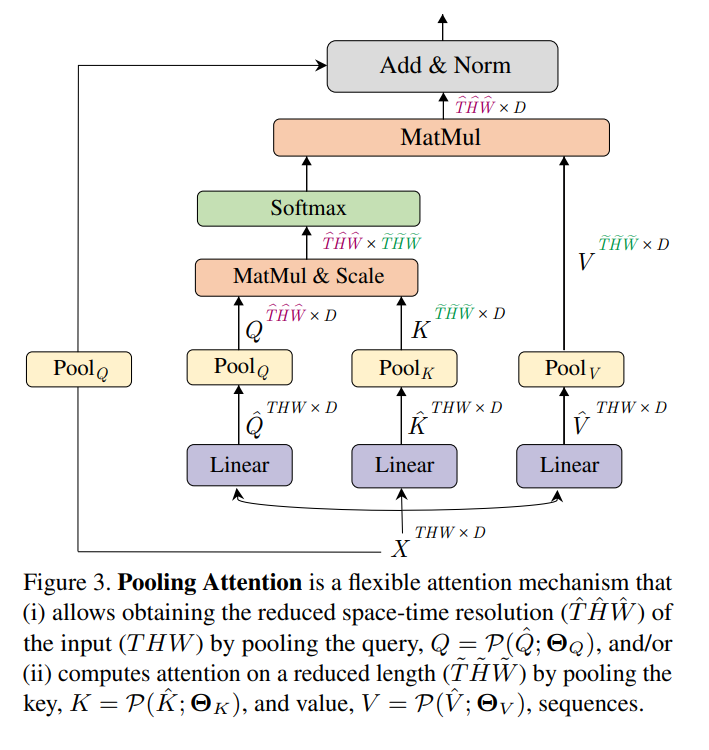 Add & Norm
T̂ĤŴ × D
MatMul
Softmax
T̂ĤŴ × T̃H̃W̃
V T̃H̃W̃ × D
MatMul & Scale
Q T̂ĤŴ × D
K T̃H̃W̃ × D
Pool_Q
Pool_Q
Pool_K
Pool_V
Q̂ THW × D
K̂ THW × D
V̂ THW × D
Linear
Linear
Linear
X THW × D
Figure 3. Pooling Attention is a flexible attention mechanism that
(i) allows obtaining the reduced space-time resolution (T̂ĤŴ) of
the input (THW) by pooling the query, Q = P(Q̂; Θ_Q), and/or
(ii) computes attention on a reduced length (T̃H̃W̃) by pooling the
key, K = P(K̂; Θ_K), and value, V = P(V̂; Θ_V), sequences.